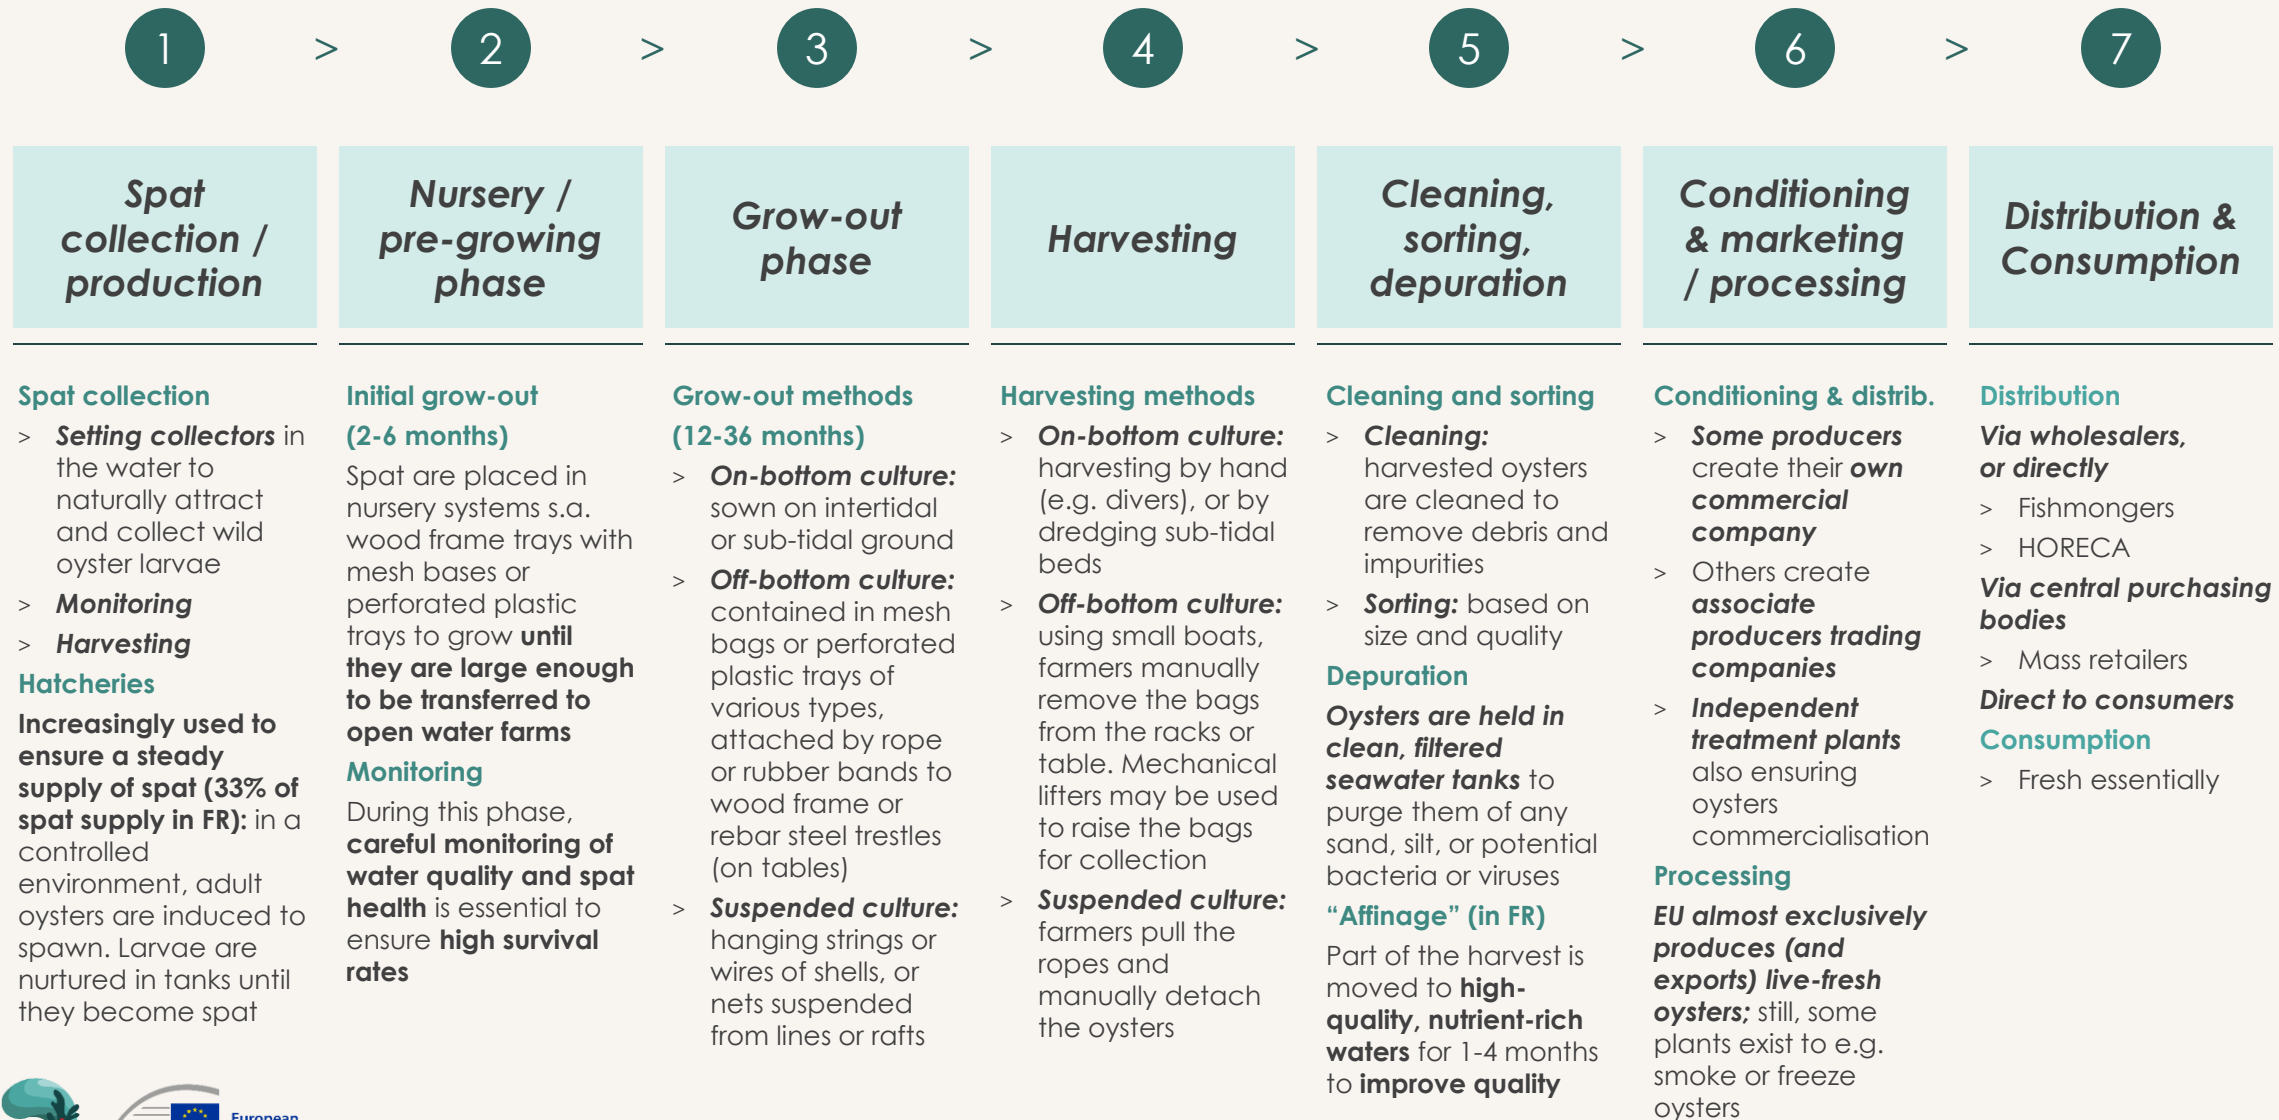 1 > 2 > 3 > 4 > 5 > 6 > 7
Spat
collection /
production
Nursery /
pre-growing
phase
Grow-out
phase
Harvesting
Cleaning,
sorting,
depuration
Conditioning
& marketing
/ processing
Distribution &
Consumption
Spat collection
> Setting collectors in
the water to
naturally attract
and collect wild
oyster larvae
> Monitoring
> Harvesting
Hatcheries
Increasingly used to
ensure a steady
supply of spat (33% of
spat supply in FR): in a
controlled
environment, adult
oysters are induced to
spawn. Larvae are
nurtured in tanks until
they become spat
Initial grow-out
(2-6 months)
Spat are placed in
nursery systems s.a.
wood frame trays with
mesh bases or
perforated plastic
trays to grow until
they are large enough
to be transferred to
open water farms
Monitoring
During this phase,
careful monitoring of
water quality and spat
health is essential to
ensure high survival
rates
Grow-out methods
(12-36 months)
> On-bottom culture:
sown on intertidal
or sub-tidal ground
> Off-bottom culture:
contained in mesh
bags or perforated
plastic trays of
various types,
attached by rope
or rubber bands to
wood frame or
rebar steel trestles
(on tables)
> Suspended culture:
hanging strings or
wires of shells, or
nets suspended
from lines or rafts
Harvesting methods
> On-bottom culture:
harvesting by hand
(e.g. divers), or by
dredging sub-tidal
beds
> Off-bottom culture:
using small boats,
farmers manually
remove the bags
from the racks or
table. Mechanical
lifters may be used
to raise the bags
for collection
> Suspended culture:
farmers pull the
ropes and
manually detach
the oysters
Cleaning and sorting
> Cleaning:
harvested oysters
are cleaned to
remove debris and
impurities
> Sorting: based on
size and quality
Depuration
Oysters are held in
clean, filtered
seawater tanks to
purge them of any
sand, silt, or potential
bacteria or viruses
“Affinage” (in FR)
Part of the harvest is
moved to high-
quality, nutrient-rich
waters for 1-4 months
to improve quality
Conditioning & distrib.
> Some producers
create their own
commercial
company
> Others create
associate
producers trading
companies
> Independent
treatment plants
also ensuring
oysters
commercialisation
Processing
EU almost exclusively
produces (and
exports) live-fresh
oysters; still, some
plants exist to e.g.
smoke or freeze
oysters
Distribution
Via wholesalers,
or directly
> Fishmongers
> HORECA
Via central purchasing
bodies
> Mass retailers
Direct to consumers
Consumption
> Fresh essentially
European